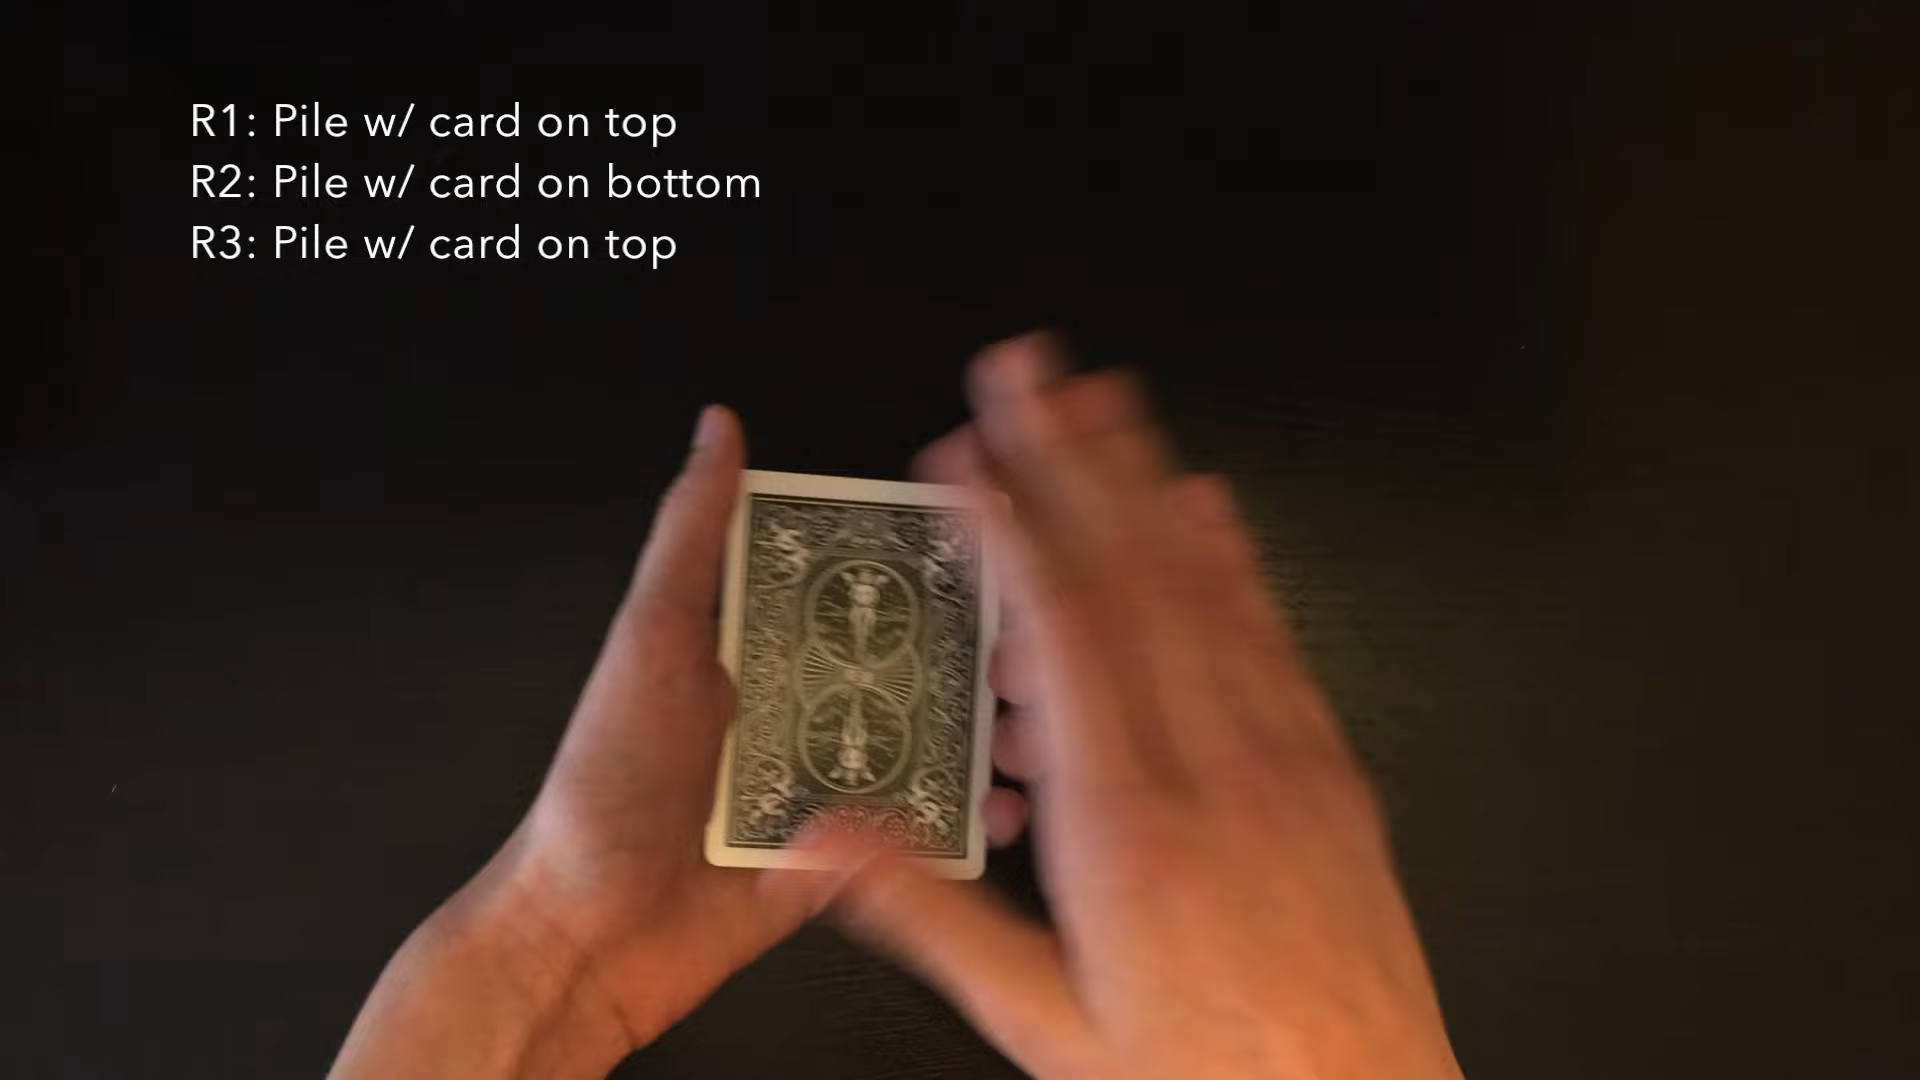 R1: Pile w/ card on top
R2: Pile w/ card on bottom
R3: Pile w/ card on top